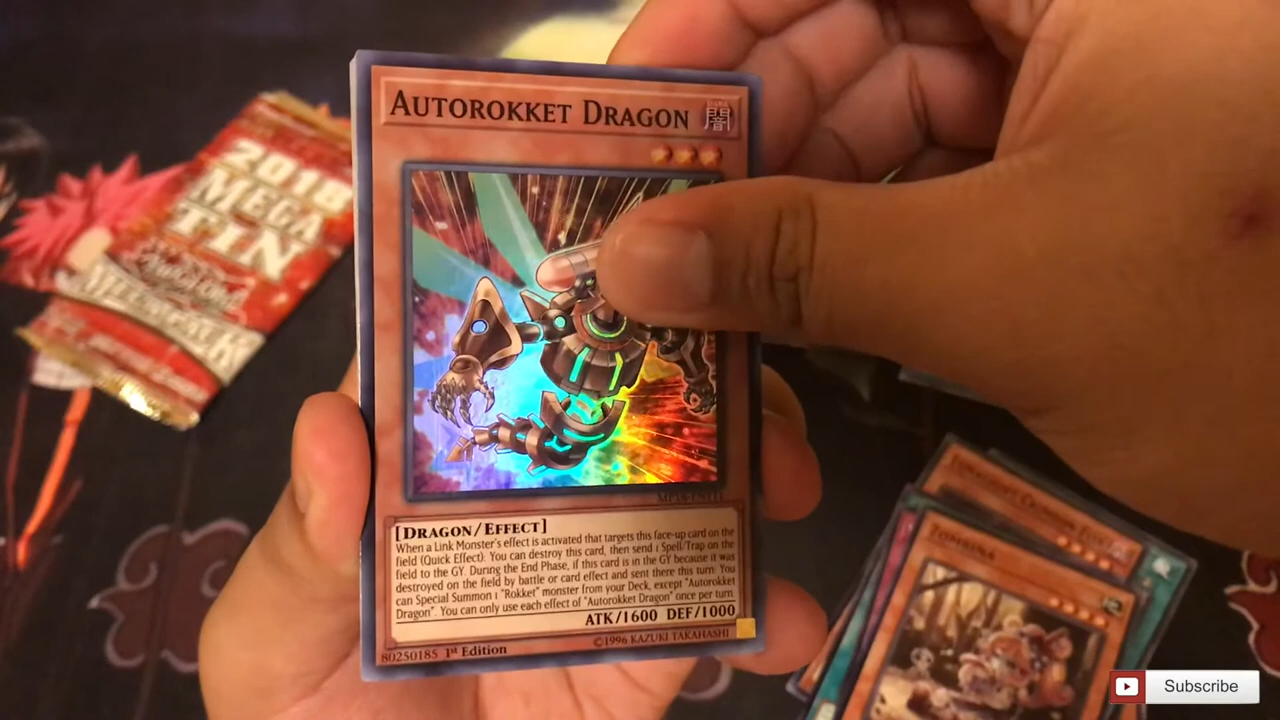 AUTOROKKET DRAGON
DARK
闇
2018
MEGA
TIN
MEGA-PACK
[DRAGON/EFFECT]
When a Link Monster's effect is activated that targets this face-up card on the
field (Quick Effect): You can destroy this card, then send 1 Spell/Trap on the
field to the GY. During the End Phase, if this card is in the GY because it was
destroyed on the field by battle or card effect and sent there this turn: You
can Special Summon 1 "Rokket" monster from your Deck, except "Autorokket
Dragon". You can only use each effect of "Autorokket Dragon" once per turn.
ATK/1600 DEF/1000
80250185 1st Edition
©1996 KAZUKI TAKAHASHI
Subscribe